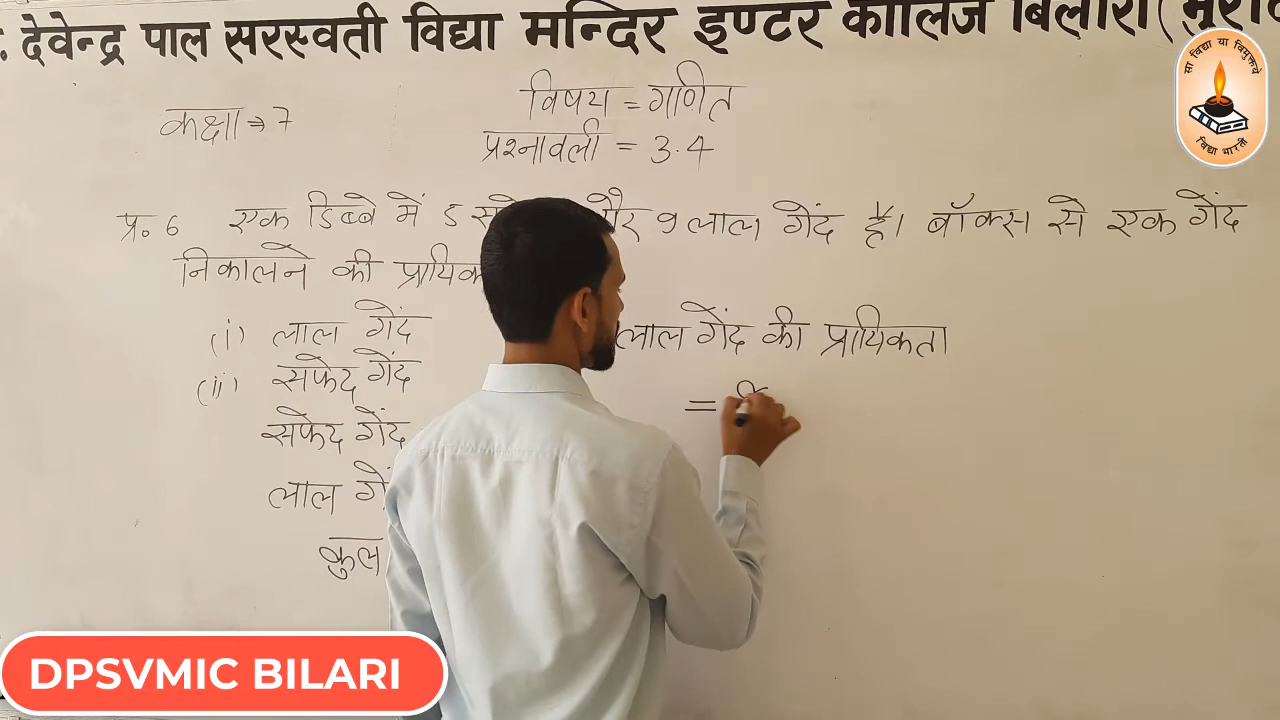 देवेन्द्र पाल सरस्वती विद्या मन्दिर इण्टर कॉलिज बिलारी (मुरा
सा विद्या या विमुक्तये
विद्या भारती
विषय = गणित
कक्षा ⇒ 7
प्रश्नावली = 3.4
प्र० 6 एक डिब्बे में 5 9 लाल गेंद है। बॉक्स से एक गेंद
निकालने की
(i) लाल गेंद
लाल गेंद की प्रायिकता
(ii) सफेद गेंद
=
सफेद गेंद
लाल
कुल
DPSVMIC BILARI